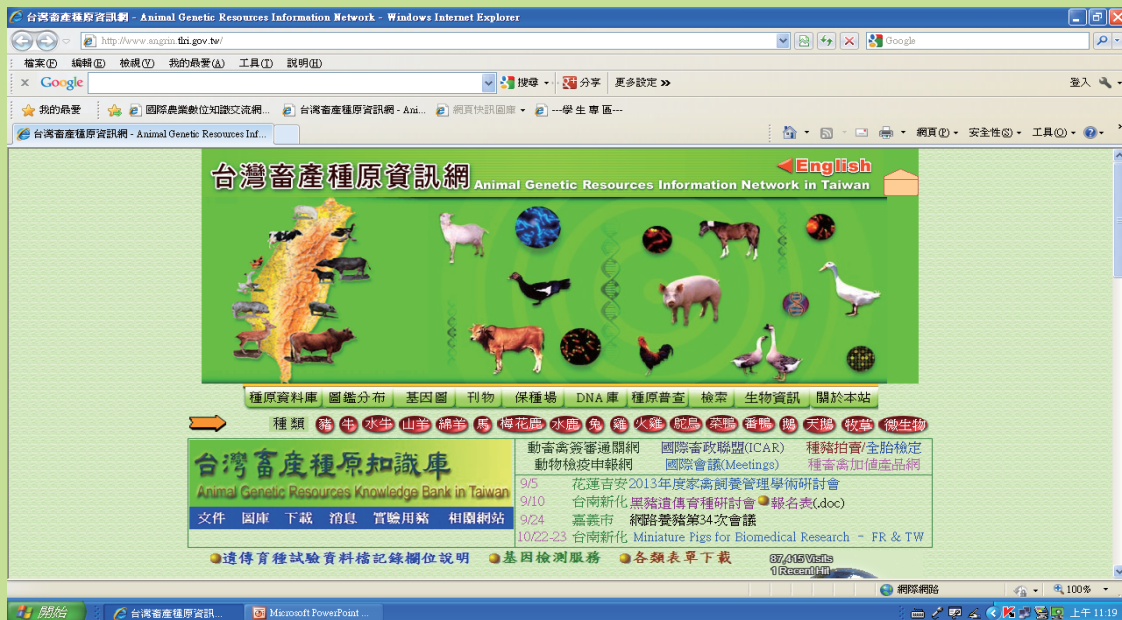 台灣畜產種原資訊網 - Animal Genetic Resources Information Network - Windows Internet Explorer
http://www.angrin.tlri.gov.tw/
Google
檔案(F) 編輯(E) 檢視(V) 我的最愛(A) 工具(T) 說明(H)
x Google 搜尋 分享 更多設定 » 登入
我的最愛 國際農業數位知識交流網... 台灣畜產種原資訊網 - Ani... 網頁快訊圖庫 ---學生專區---
台灣畜產種原資訊網 - Animal Genetic Resources Inf... 網頁(P) 安全性(S) 工具(O)
台灣畜產種原資訊網 Animal Genetic Resources Information Network in Taiwan
English
種原資料庫 圖鑑分布 基因圖 刊物 保種場 DNA庫 種原普查 檢索 生物資訊 關於本站
種類 豬 牛 水牛 山羊 綿羊 馬 梅花鹿 水鹿 兔 雞 火雞 鴕鳥 菜鴨 番鴨 鵝 天鵝 牧草 微生物
台灣畜產種原知識庫
Animal Genetic Resources Knowledge Bank in Taiwan
文件 圖庫 下載 消息 實驗用豬 相關網站
動畜禽簽審通關網 國際畜政聯盟(ICAR) 種豬拍賣/全胎檢定
動物檢疫申報網 國際會議(Meetings) 種畜禽加值產品網
9/5 花蓮吉安2013年度家禽飼養管理學術研討會
9/10 台南新化黑豬遺傳育種研討會 報名表(.doc)
9/24 嘉義市 網路養豬第34次會議
10/22-23 台南新化 Miniature Pigs for Biomedical Research - FR & TW
遺傳育種試驗資料檔記錄欄位說明 基因檢測服務 各類表單下載
87,415 Visits
1 Recent Hit
網際網路 100%
開始 台灣畜產種原資訊... Microsoft PowerPoint ... 上午 11:19